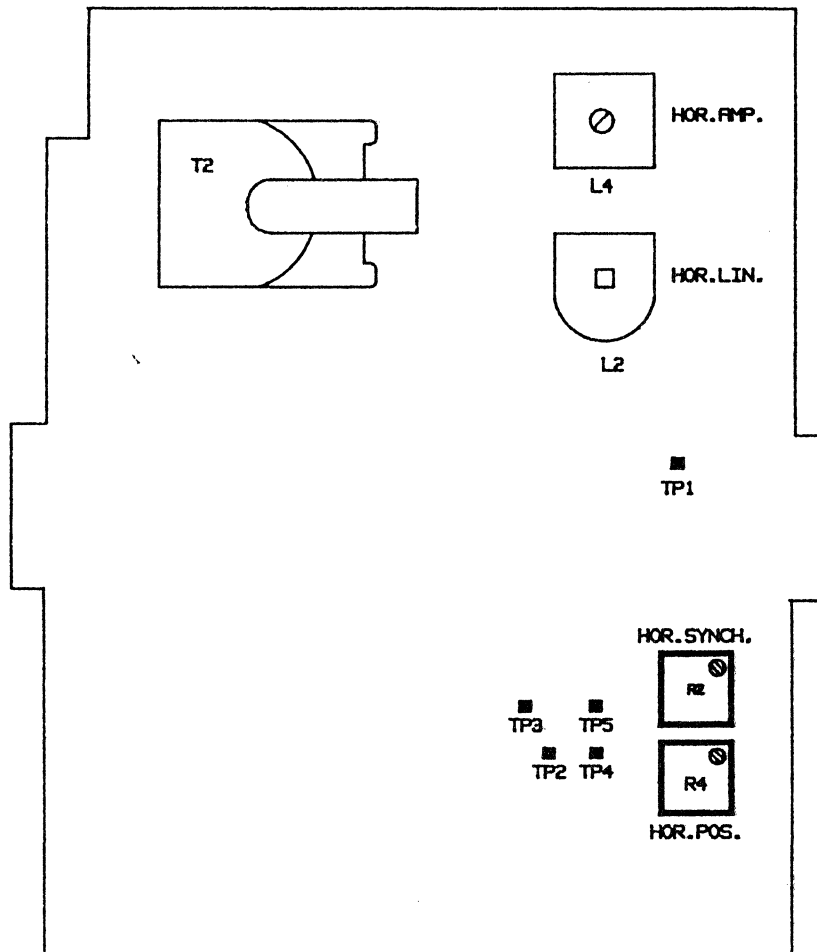 HOR.AMP.
T2
L4
HOR.LIN.
L2
TP1
HOR.SYNCH.
R2
TP3 TP5
TP2 TP4
R4
HOR.POS.